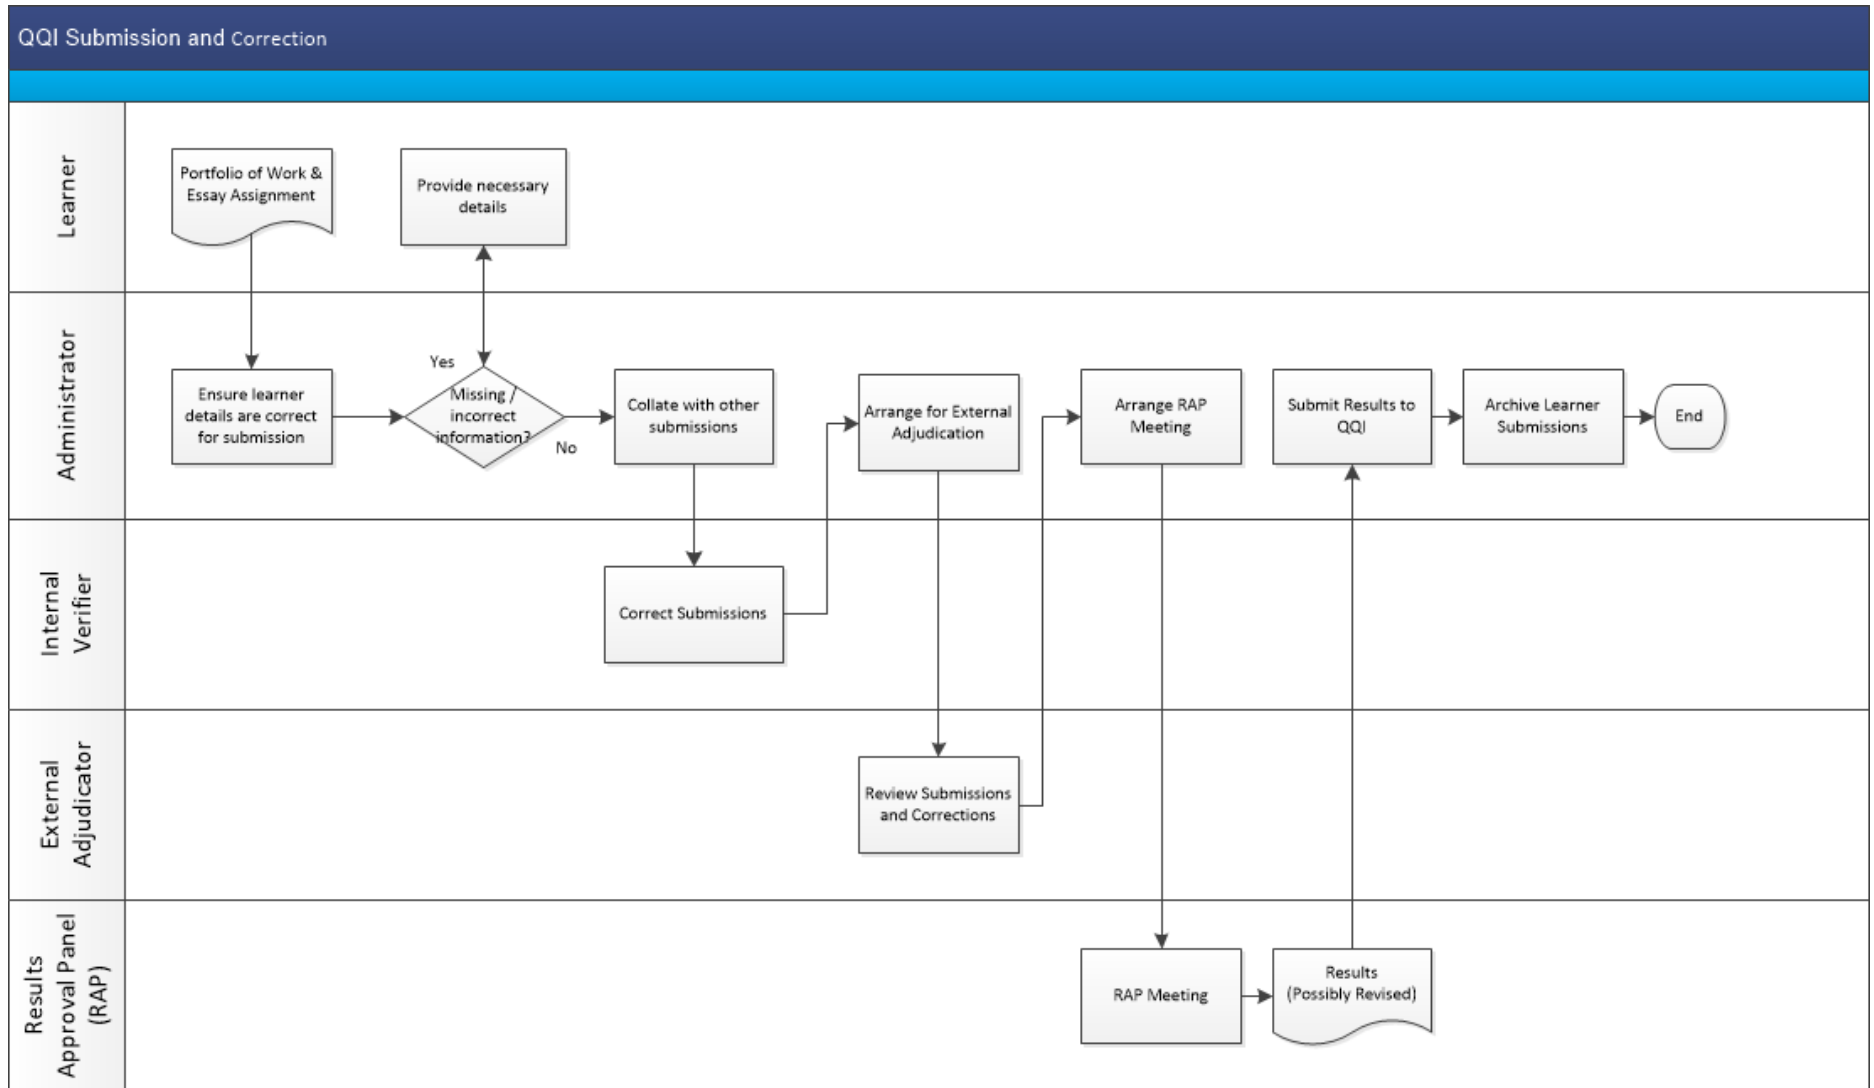 QQI Submission and Correction
Learner
Portfolio of Work &
Essay Assignment
Provide necessary
details
Administrator
Ensure learner
details are correct
for submission
Yes
Missing /
incorrect
information?
No
Collate with other
submissions
Arrange for External
Adjudication
Arrange RAP
Meeting
Submit Results to
QQI
Archive Learner
Submissions
End
Internal
Verifier
Correct Submissions
External
Adjudicator
Review Submissions
and Corrections
Results
Approval Panel
(RAP)
RAP Meeting
Results
(Possibly Revised)